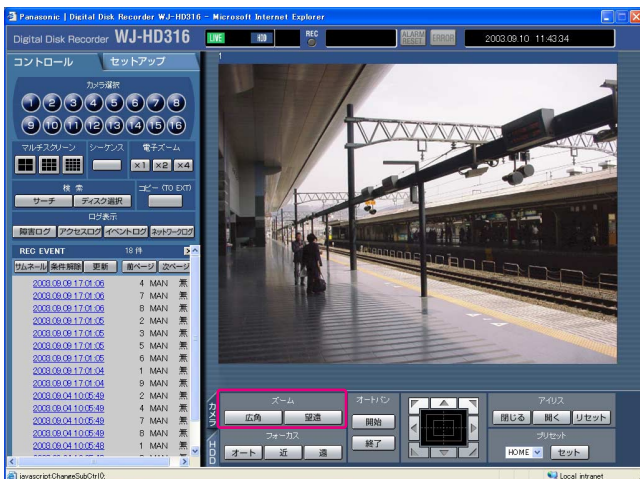 Panasonic | Digital Disk Recorder WJ-HD316 - Microsoft Internet Explorer
Digital Disk Recorder WJ-HD316
LIVE HDD REC ALARM RESET ERROR 2003.09.10 11:43:34
コントロール セットアップ
1
カメラ選択
1 2 3 4 5 6 7 8
9 10 11 12 13 14 15 16
マルチスクリーン シーケンス 電子ズーム
×1 ×2 ×4
検 索 コピー (TO EXT)
サーチ ディスク選択
ログ表示
障害ログ アクセスログ イベントログ ネットワークログ
REC EVENT 18 件
サムネール 条件解除 更新 前ページ 次ページ
2003.09.09 17:01:06 4 MAN 無
2003.09.09 17:01:06 7 MAN 無
2003.09.09 17:01:06 8 MAN 無
2003.09.09 17:01:05 2 MAN 無
2003.09.09 17:01:05 3 MAN 無
2003.09.09 17:01:05 5 MAN 無
2003.09.09 17:01:05 6 MAN 無
2003.09.09 17:01:04 1 MAN 無
2003.09.09 17:01:04 9 MAN 無
2003.09.04 10:05:49 2 MAN 無
2003.09.04 10:05:49 4 MAN 無
2003.09.04 10:05:49 7 MAN 無
2003.09.04 10:05:49 8 MAN 無
2003.09.04 10:05:48 1 MAN 無
カメラ
HDD
ズーム
広角 望遠
フォーカス
オート 近 遠
オートパン
開始
終了
アイリス
閉じる 開く リセット
プリセット
HOME セット
javascript:ChangeSubCtrl(0);
Local intranet